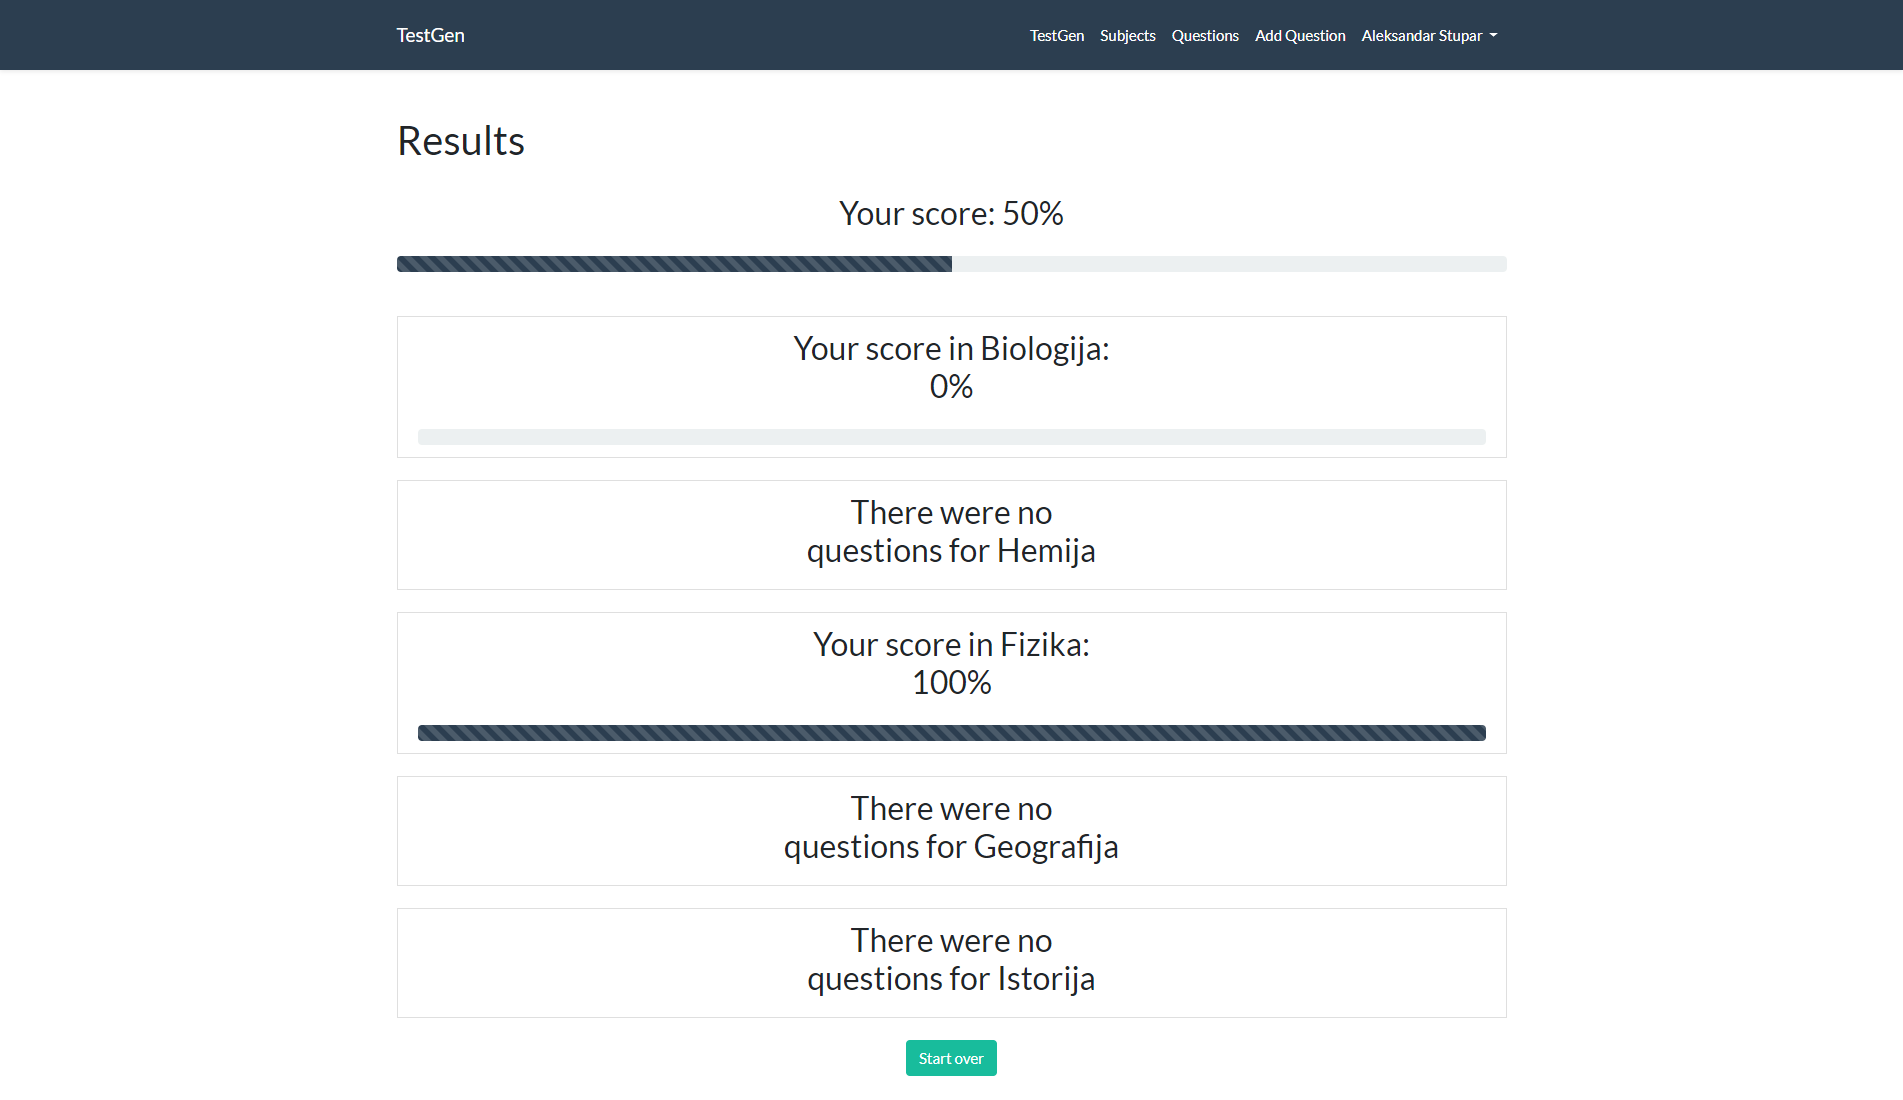 TestGen
TestGen Subjects Questions Add Question Aleksandar Stupar
Results
Your score: 50%
Your score in Biologija:
0%
There were no
questions for Hemija
Your score in Fizika:
100%
There were no
questions for Geografija
There were no
questions for Istorija
Start over